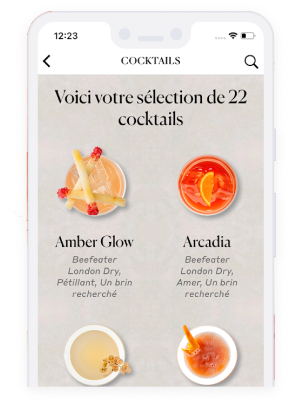 12:23
COCKTAILS
Voici votre sélection de 22
cocktails
Amber Glow
Arcadia
Beefeater
London Dry,
Pétillant, Un brin
recherché
Beefeater
London Dry,
Amer, Un brin
recherché